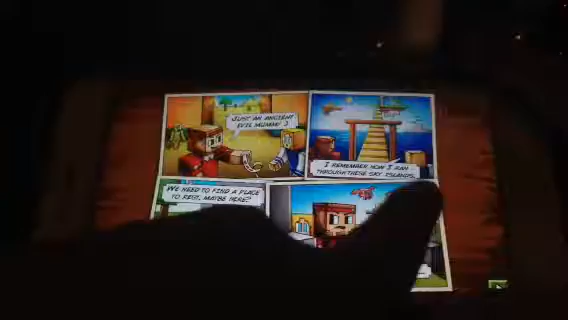 JUST AN ANCIENT
EVIL MUMMY :)
I REMEMBER HOW I RAN
THROUGH THESE SKY ISLANDS.
WE NEED TO FIND A PLACE
TO REST, MAYBE HERE?